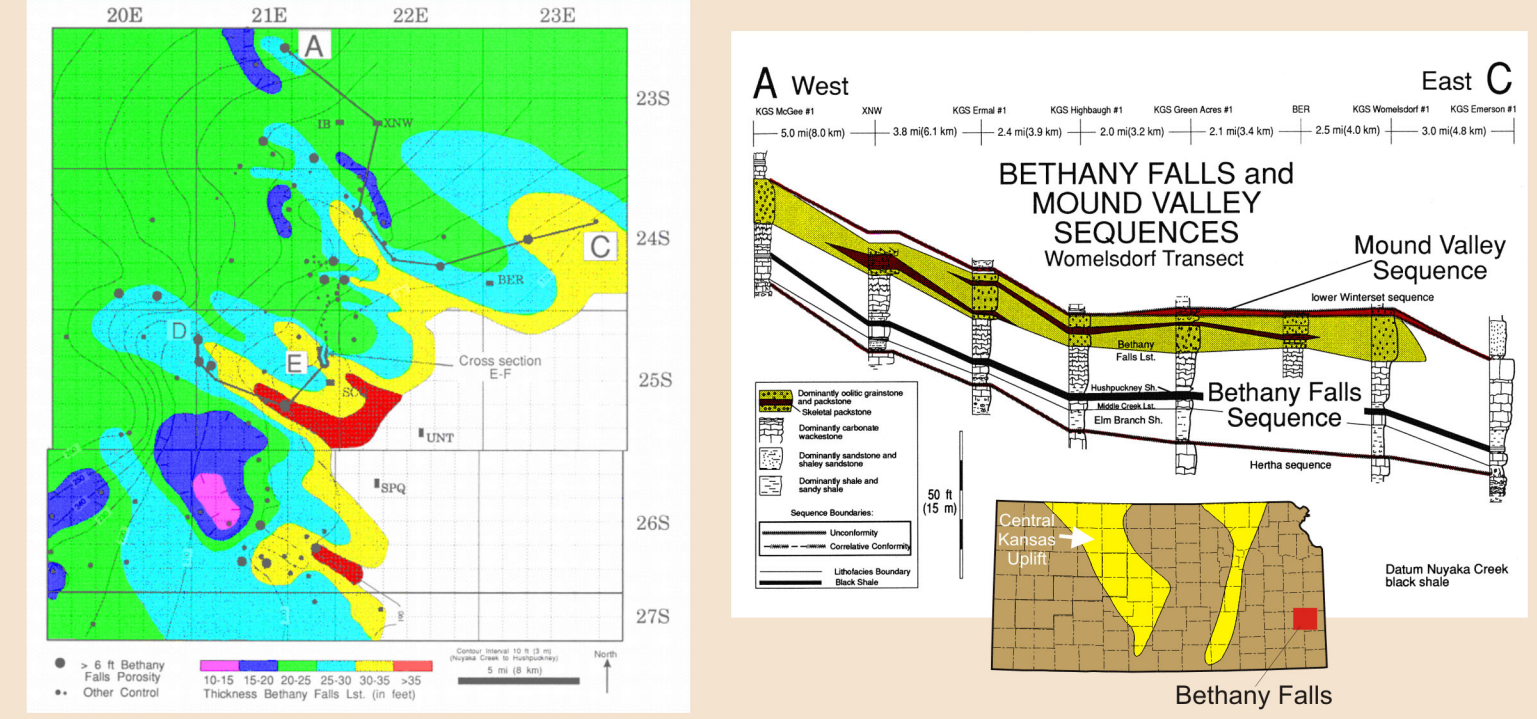 20E 21E 22E 23E
A
23S
IB XNW
24S
C
BER
D
E
Cross section
E-F
25S
UNT
SPQ
26S
27S
> 6 ft Bethany
Falls Porosity
Other Control
10-15 15-20 20-25 25-30 30-35 >35
Thickness Bethany Falls Lst. (in feet)
Contour Interval 10 ft (3 m)
(Nuyaka Creek to Hushpuckney)
5 mi (8 km)
North
A West
East C
KGS McGee #1 XNW KGS Ermal #1 KGS Highbaugh #1 KGS Green Acres #1 BER KGS Womelsdorf #1 KGS Emerson #1
5.0 mi(8.0 km) 3.8 mi(6.1 km) 2.4 mi(3.9 km) 2.0 mi(3.2 km) 2.1 mi(3.4 km) 2.5 mi(4.0 km) 3.0 mi(4.8 km)
BETHANY FALLS and
MOUND VALLEY
SEQUENCES
Womelsdorf Transect
Mound Valley
Sequence
lower Winterset sequence
Bethany
Falls Lst.
Hushpuckney Sh.
Middle Creek Lst.
Elm Branch Sh.
Bethany Falls
Sequence
Hertha sequence
Dominantly oolitic grainstone
and packstone
Skeletal packstone
Dominantly carbonate
wackestone
Dominantly sandstone and
shaley sandstone
Dominantly shale and
sandy shale
Sequence Boundaries:
Unconformity
Correlative Conformity
Lithofacies Boundary
Black Shale
50 ft
(15 m)
Central
Kansas
Uplift
Datum Nuyaka Creek
black shale
Bethany Falls